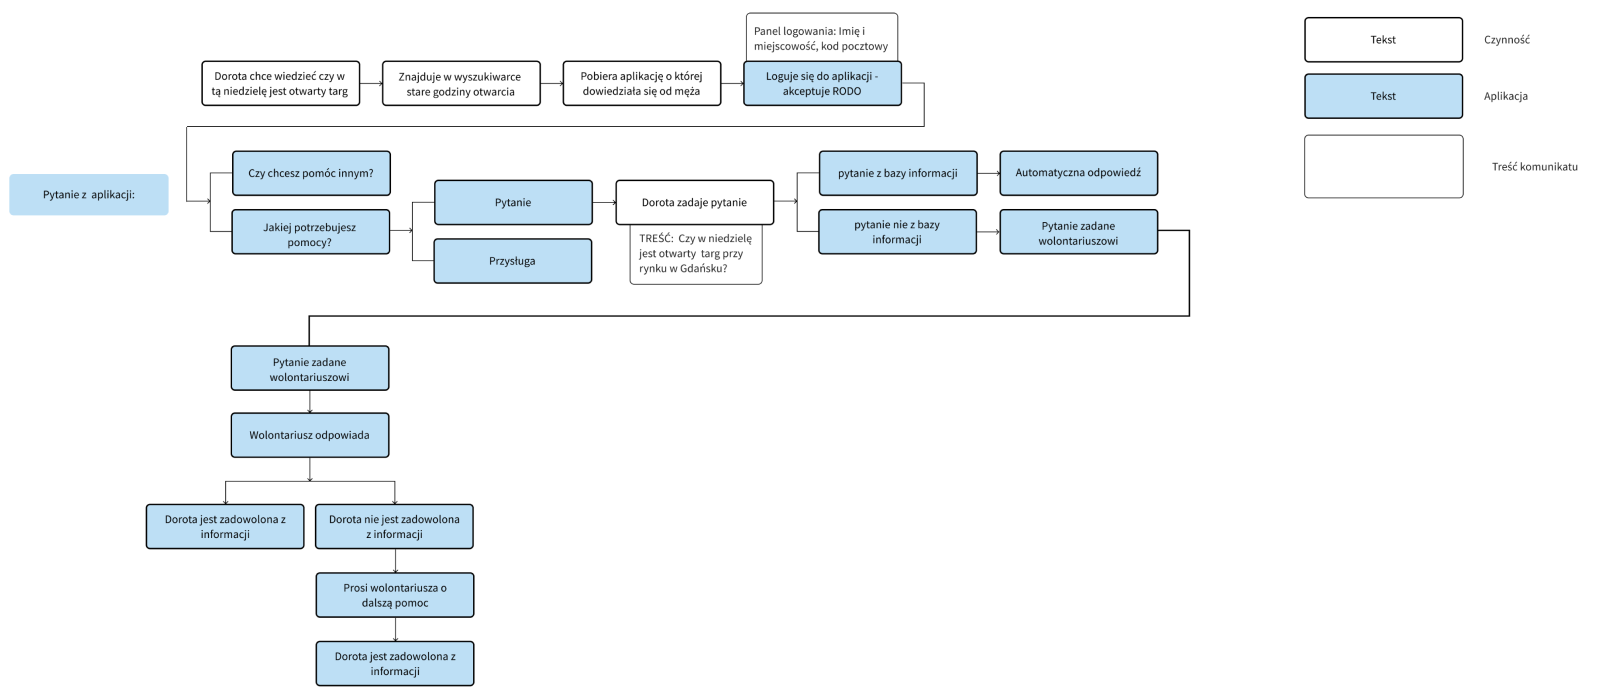 Panel logowania: Imię i
miejscowość, kod pocztowy
Dorota chce wiedzieć czy w
tą niedzielę jest otwarty targ
Znajduje w wyszukiwarce
stare godziny otwarcia
Pobiera aplikację o której
dowiedziała się od męża
Loguje się do aplikacji -
akceptuje RODO
Tekst
Czynność
Tekst
Aplikacja
Treść komunikatu
Pytanie z aplikacji:
Czy chcesz pomóc innym?
Jakiej potrzebujesz
pomocy?
Pytanie
Przysługa
Dorota zadaje pytanie
TREŚĆ: Czy w niedzielę
jest otwarty targ przy
rynku w Gdańsku?
pytanie z bazy informacji
Automatyczna odpowiedź
pytanie nie z bazy
informacji
Pytanie zadane
wolontariuszowi
Pytanie zadane
wolontariuszowi
Wolontariusz odpowiada
Dorota jest zadowolona z
informacji
Dorota nie jest zadowolona
z informacji
Prosi wolontariusza o
dalszą pomoc
Dorota jest zadowolona z
informacji